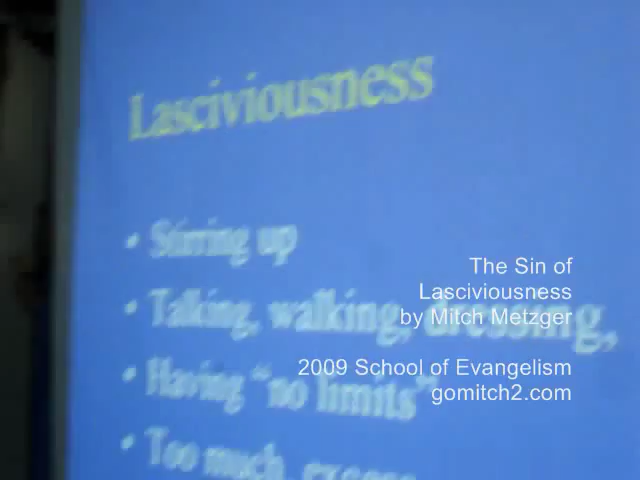 Lasciviousness
• Stirring up
• Talking, walking, dressing,
• Having "no limits"
• Too much, excess
The Sin of
Lasciviousness
by Mitch Metzger
2009 School of Evangelism
gomitch2.com